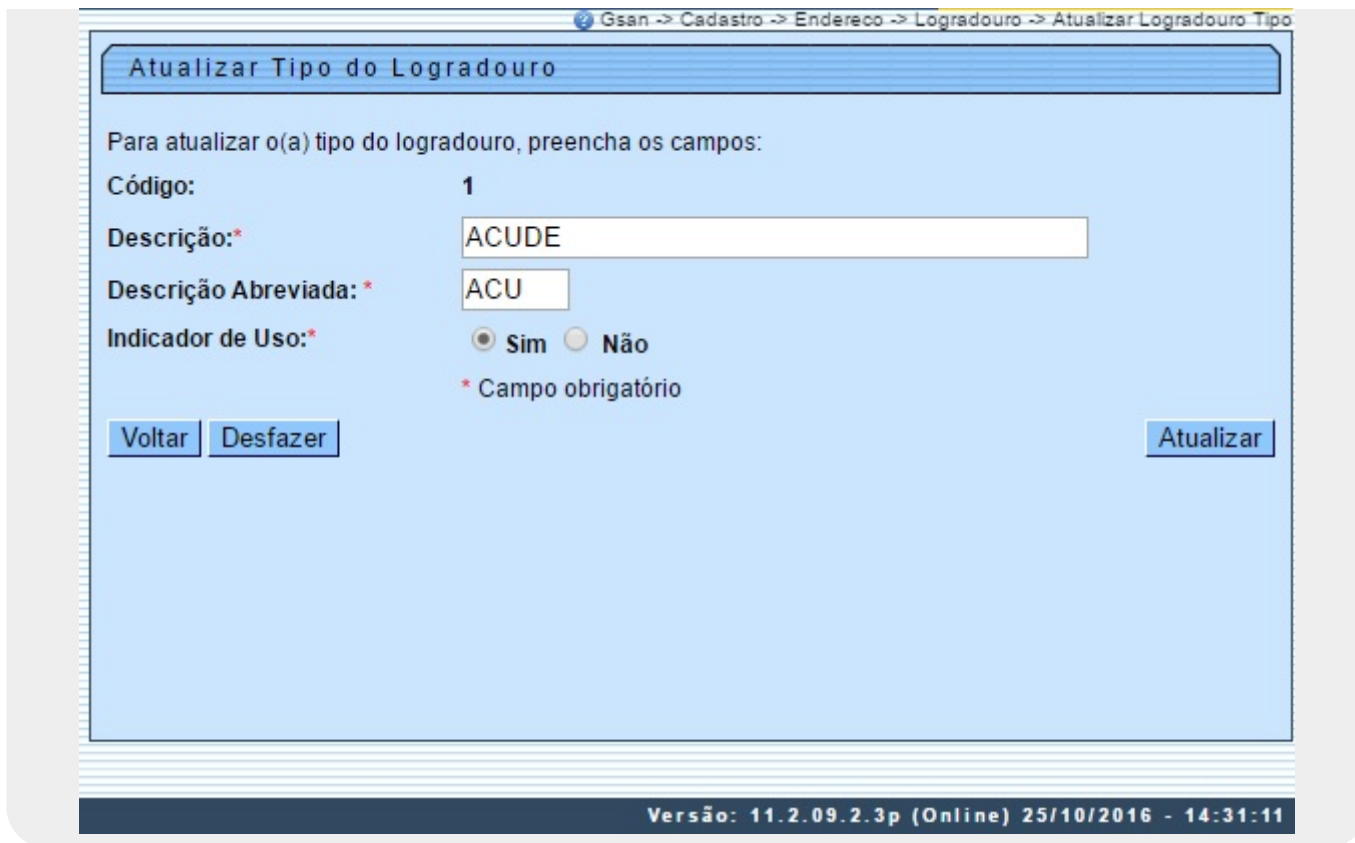 Gsan -> Cadastro -> Endereco -> Logradouro -> Atualizar Logradouro Tipo
Atualizar Tipo do Logradouro
Para atualizar o(a) tipo do logradouro, preencha os campos:
Código: 1
Descrição:* ACUDE
Descrição Abreviada: * ACU
Indicador de Uso:* Sim Não
* Campo obrigatório
Voltar Desfazer Atualizar
Versão: 11.2.09.2.3p (Online) 25/10/2016 - 14:31:11